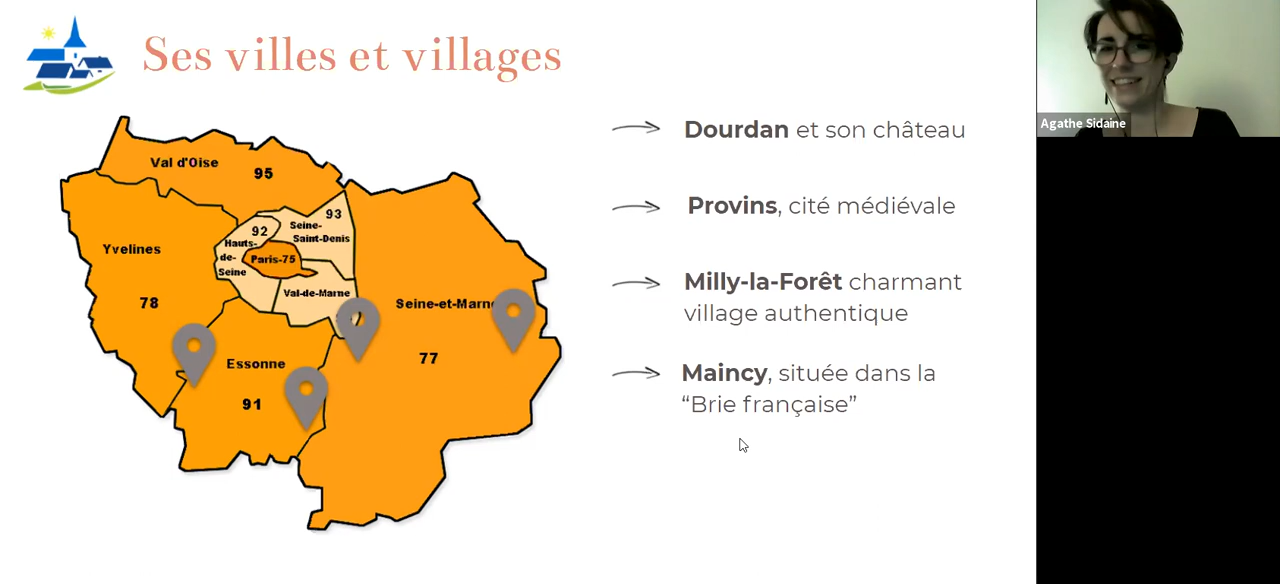 Ses villes et villages
Dourdan et son château
Provins, cité médiévale
Milly-la-Forêt charmant
village authentique
Maincy, située dans la
“Brie française”
Val d'Oise
95
93
92
Seine-
Saint-Denis
Hauts-
de-
Seine
Paris-75
Yvelines
78
Val-de-Marne
Seine-et-Marne
77
Essonne
91
Agathe Sidaine